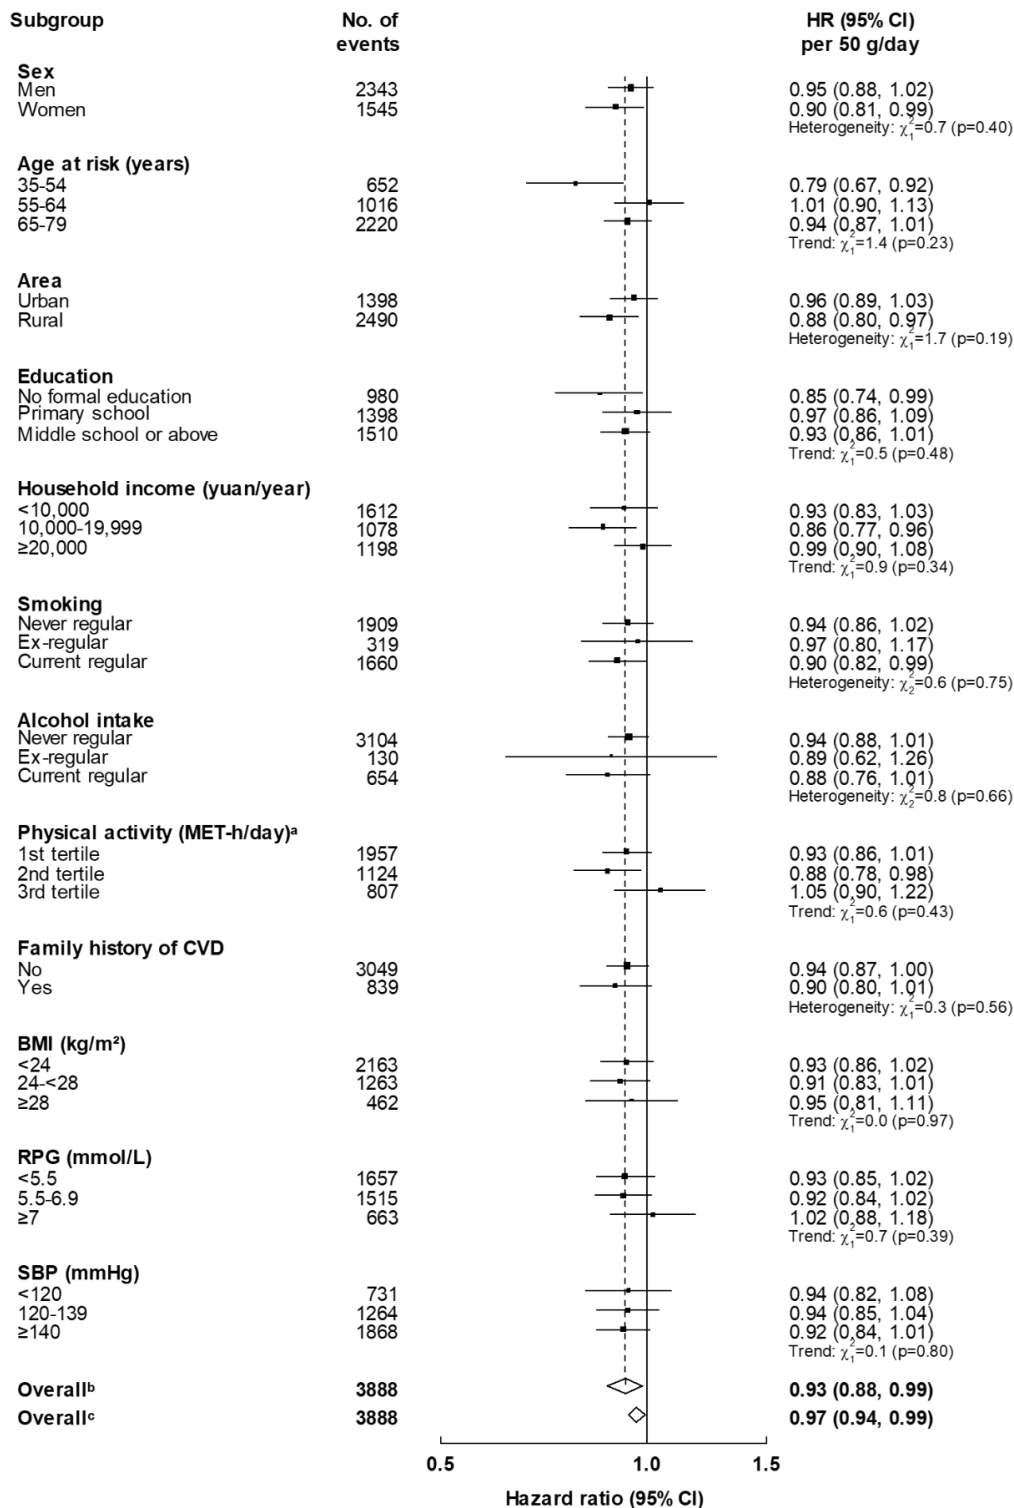 Subgroup No. of events HR (95% CI) per 50 g/day
Sex
Men 2343 0.95 (0.88, 1.02)
Women 1545 0.90 (0.81, 0.99)
Heterogeneity: χ²₁=0.7 (p=0.40)
Age at risk (years)
35-54 652 0.79 (0.67, 0.92)
55-64 1016 1.01 (0.90, 1.13)
65-79 2220 0.94 (0.87, 1.01)
Trend: χ²₁=1.4 (p=0.23)
Area
Urban 1398 0.96 (0.89, 1.03)
Rural 2490 0.88 (0.80, 0.97)
Heterogeneity: χ²₁=1.7 (p=0.19)
Education
No formal education 980 0.85 (0.74, 0.99)
Primary school 1398 0.97 (0.86, 1.09)
Middle school or above 1510 0.93 (0.86, 1.01)
Trend: χ²₁=0.5 (p=0.48)
Household income (yuan/year)
<10,000 1612 0.93 (0.83, 1.03)
10,000-19,999 1078 0.86 (0.77, 0.96)
≥20,000 1198 0.99 (0.90, 1.08)
Trend: χ²₁=0.9 (p=0.34)
Smoking
Never regular 1909 0.94 (0.86, 1.02)
Ex-regular 319 0.97 (0.80, 1.17)
Current regular 1660 0.90 (0.82, 0.99)
Heterogeneity: χ²₂=0.6 (p=0.75)
Alcohol intake
Never regular 3104 0.94 (0.88, 1.01)
Ex-regular 130 0.89 (0.62, 1.26)
Current regular 654 0.88 (0.76, 1.01)
Heterogeneity: χ²₂=0.8 (p=0.66)
Physical activity (MET-h/day)ᵃ
1st tertile 1957 0.93 (0.86, 1.01)
2nd tertile 1124 0.88 (0.78, 0.98)
3rd tertile 807 1.05 (0.90, 1.22)
Trend: χ²₁=0.6 (p=0.43)
Family history of CVD
No 3049 0.94 (0.87, 1.00)
Yes 839 0.90 (0.80, 1.01)
Heterogeneity: χ²₁=0.3 (p=0.56)
BMI (kg/m²)
<24 2163 0.93 (0.86, 1.02)
24-<28 1263 0.91 (0.83, 1.01)
≥28 462 0.95 (0.81, 1.11)
Trend: χ²₁=0.0 (p=0.97)
RPG (mmol/L)
<5.5 1657 0.93 (0.85, 1.02)
5.5-6.9 1515 0.92 (0.84, 1.02)
≥7 663 1.02 (0.88, 1.18)
Trend: χ²₁=0.7 (p=0.39)
SBP (mmHg)
<120 731 0.94 (0.82, 1.08)
120-139 1264 0.94 (0.85, 1.04)
≥140 1868 0.92 (0.84, 1.01)
Trend: χ²₁=0.1 (p=0.80)
Overallᵇ 3888 0.93 (0.88, 0.99)
Overallᶜ 3888 0.97 (0.94, 0.99)
0.5 1.0 1.5
Hazard ratio (95% CI)